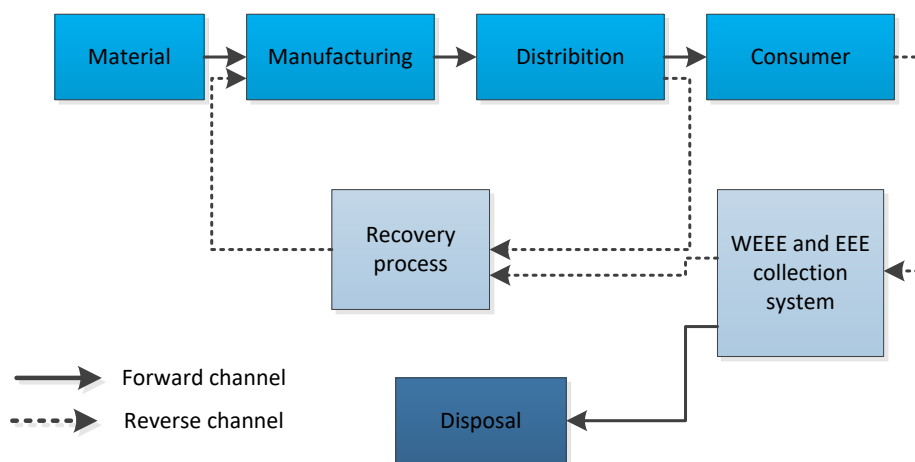 Material
Manufacturing
Distribition
Consumer
Recovery
process
WEEE and EEE
collection
system
Forward channel
Reverse channel
Disposal